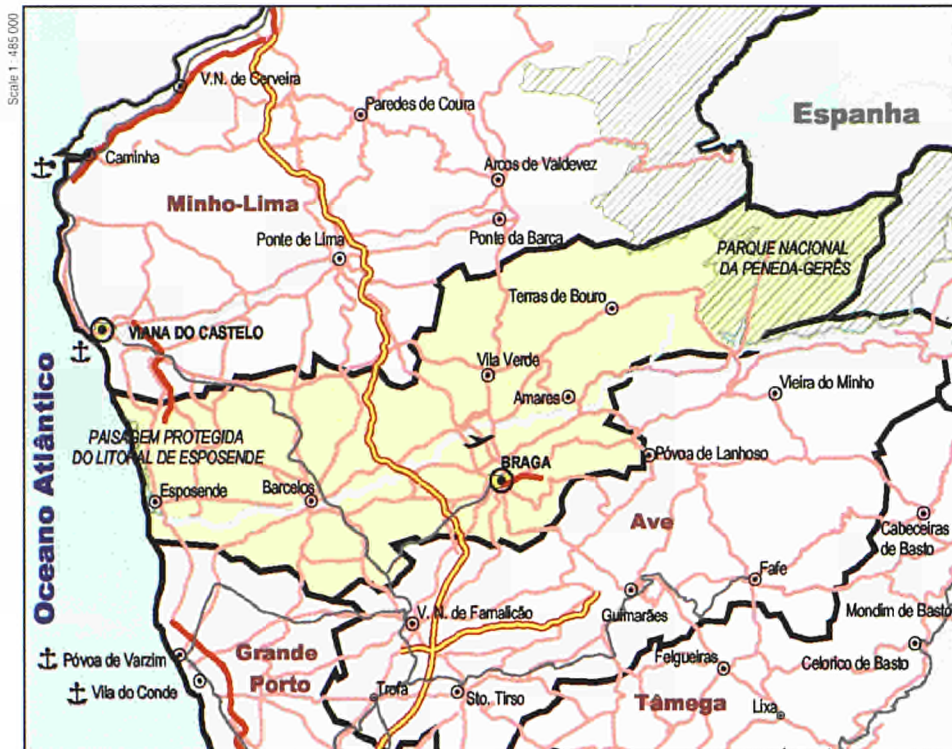 Scale 1 : 485 000
V.N. de Cerveira
Paredes de Coura
Espanha
Caminha
Arcos de Valdevez
Minho-Lima
Ponte de Lima
Ponte da Barca
PARQUE NACIONAL
DA PENEDA-GERÊS
Terras de Bouro
VIANA DO CASTELO
Vila Verde
Vieira do Minho
Amares
Oceano Atlântico
PAISAGEM PROTEGIDA
DO LITORAL DE ESPOSENDE
BRAGA
Póvoa de Lanhoso
Esposende
Barcelos
Ave
Cabeceiras
de Basto
Fafe
V. N. de Famalicão
Guimarães
Mondim de Basto
Grande
Porto
Póvoa de Varzim
Felgueiras
Celorico de Basto
Vila do Conde
Trofa
Sto. Tirso
Tâmega
Lixa